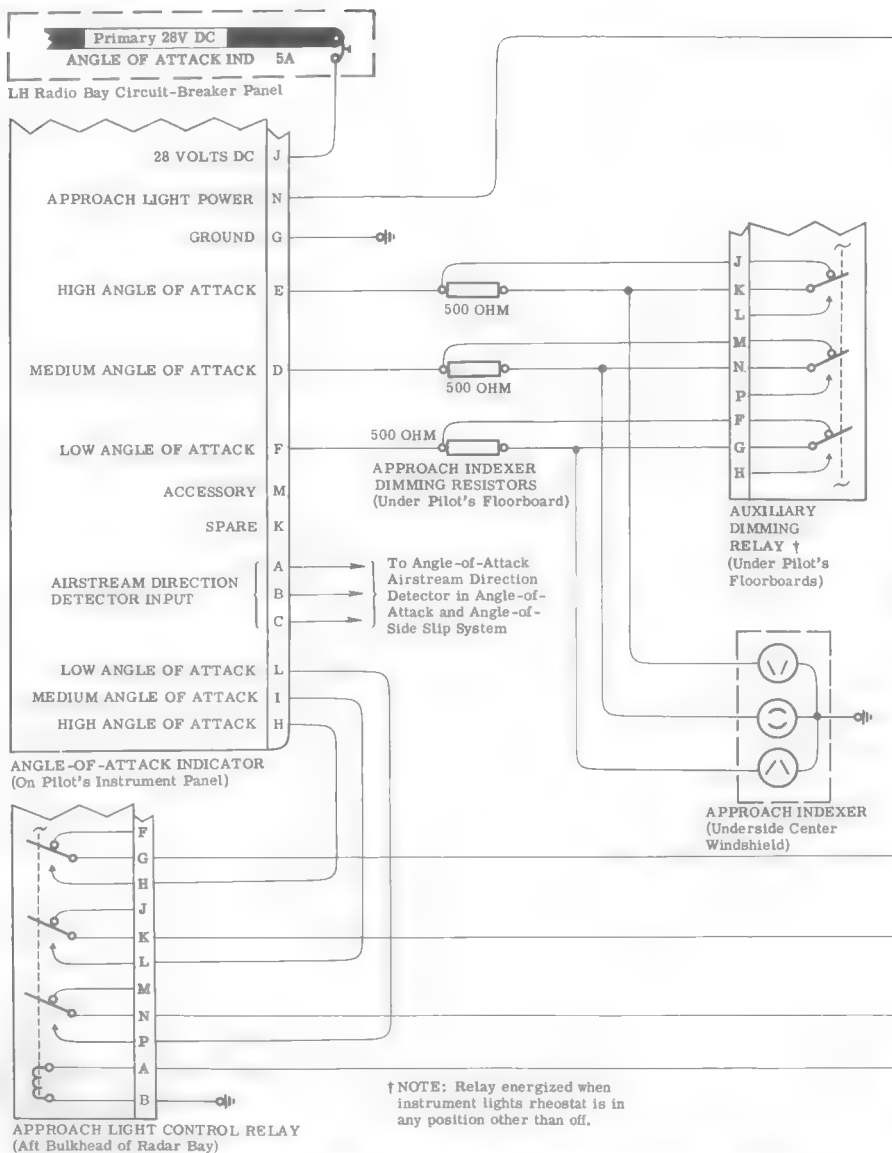 Primary 28V DC
ANGLE OF ATTACK IND 5A
LH Radio Bay Circuit-Breaker Panel
28 VOLTS DC J
APPROACH LIGHT POWER N
GROUND G
HIGH ANGLE OF ATTACK E
500 OHM
MEDIUM ANGLE OF ATTACK D
500 OHM
LOW ANGLE OF ATTACK F
500 OHM
APPROACH INDEXER
DIMMING RESISTORS
(Under Pilot's Floorboard)
ACCESSORY M
SPARE K
AIRSTREAM DIRECTION
DETECTOR INPUT
A
B
C
To Angle-of-Attack
Airstream Direction
Detector in Angle-of-
Attack and Angle-of-
Side Slip System
LOW ANGLE OF ATTACK L
MEDIUM ANGLE OF ATTACK I
HIGH ANGLE OF ATTACK H
ANGLE-OF-ATTACK INDICATOR
(On Pilot's Instrument Panel)
J
K
L
M
N
P
F
G
H
AUXILIARY
DIMMING
RELAY †
(Under Pilot's
Floorboards)
APPROACH INDEXER
(Underside Center
Windshield)
F
G
H
J
K
L
M
N
P
A
B
APPROACH LIGHT CONTROL RELAY
(Aft Bulkhead of Radar Bay)
† NOTE: Relay energized when
instrument lights rheostat is in
any position other than off.